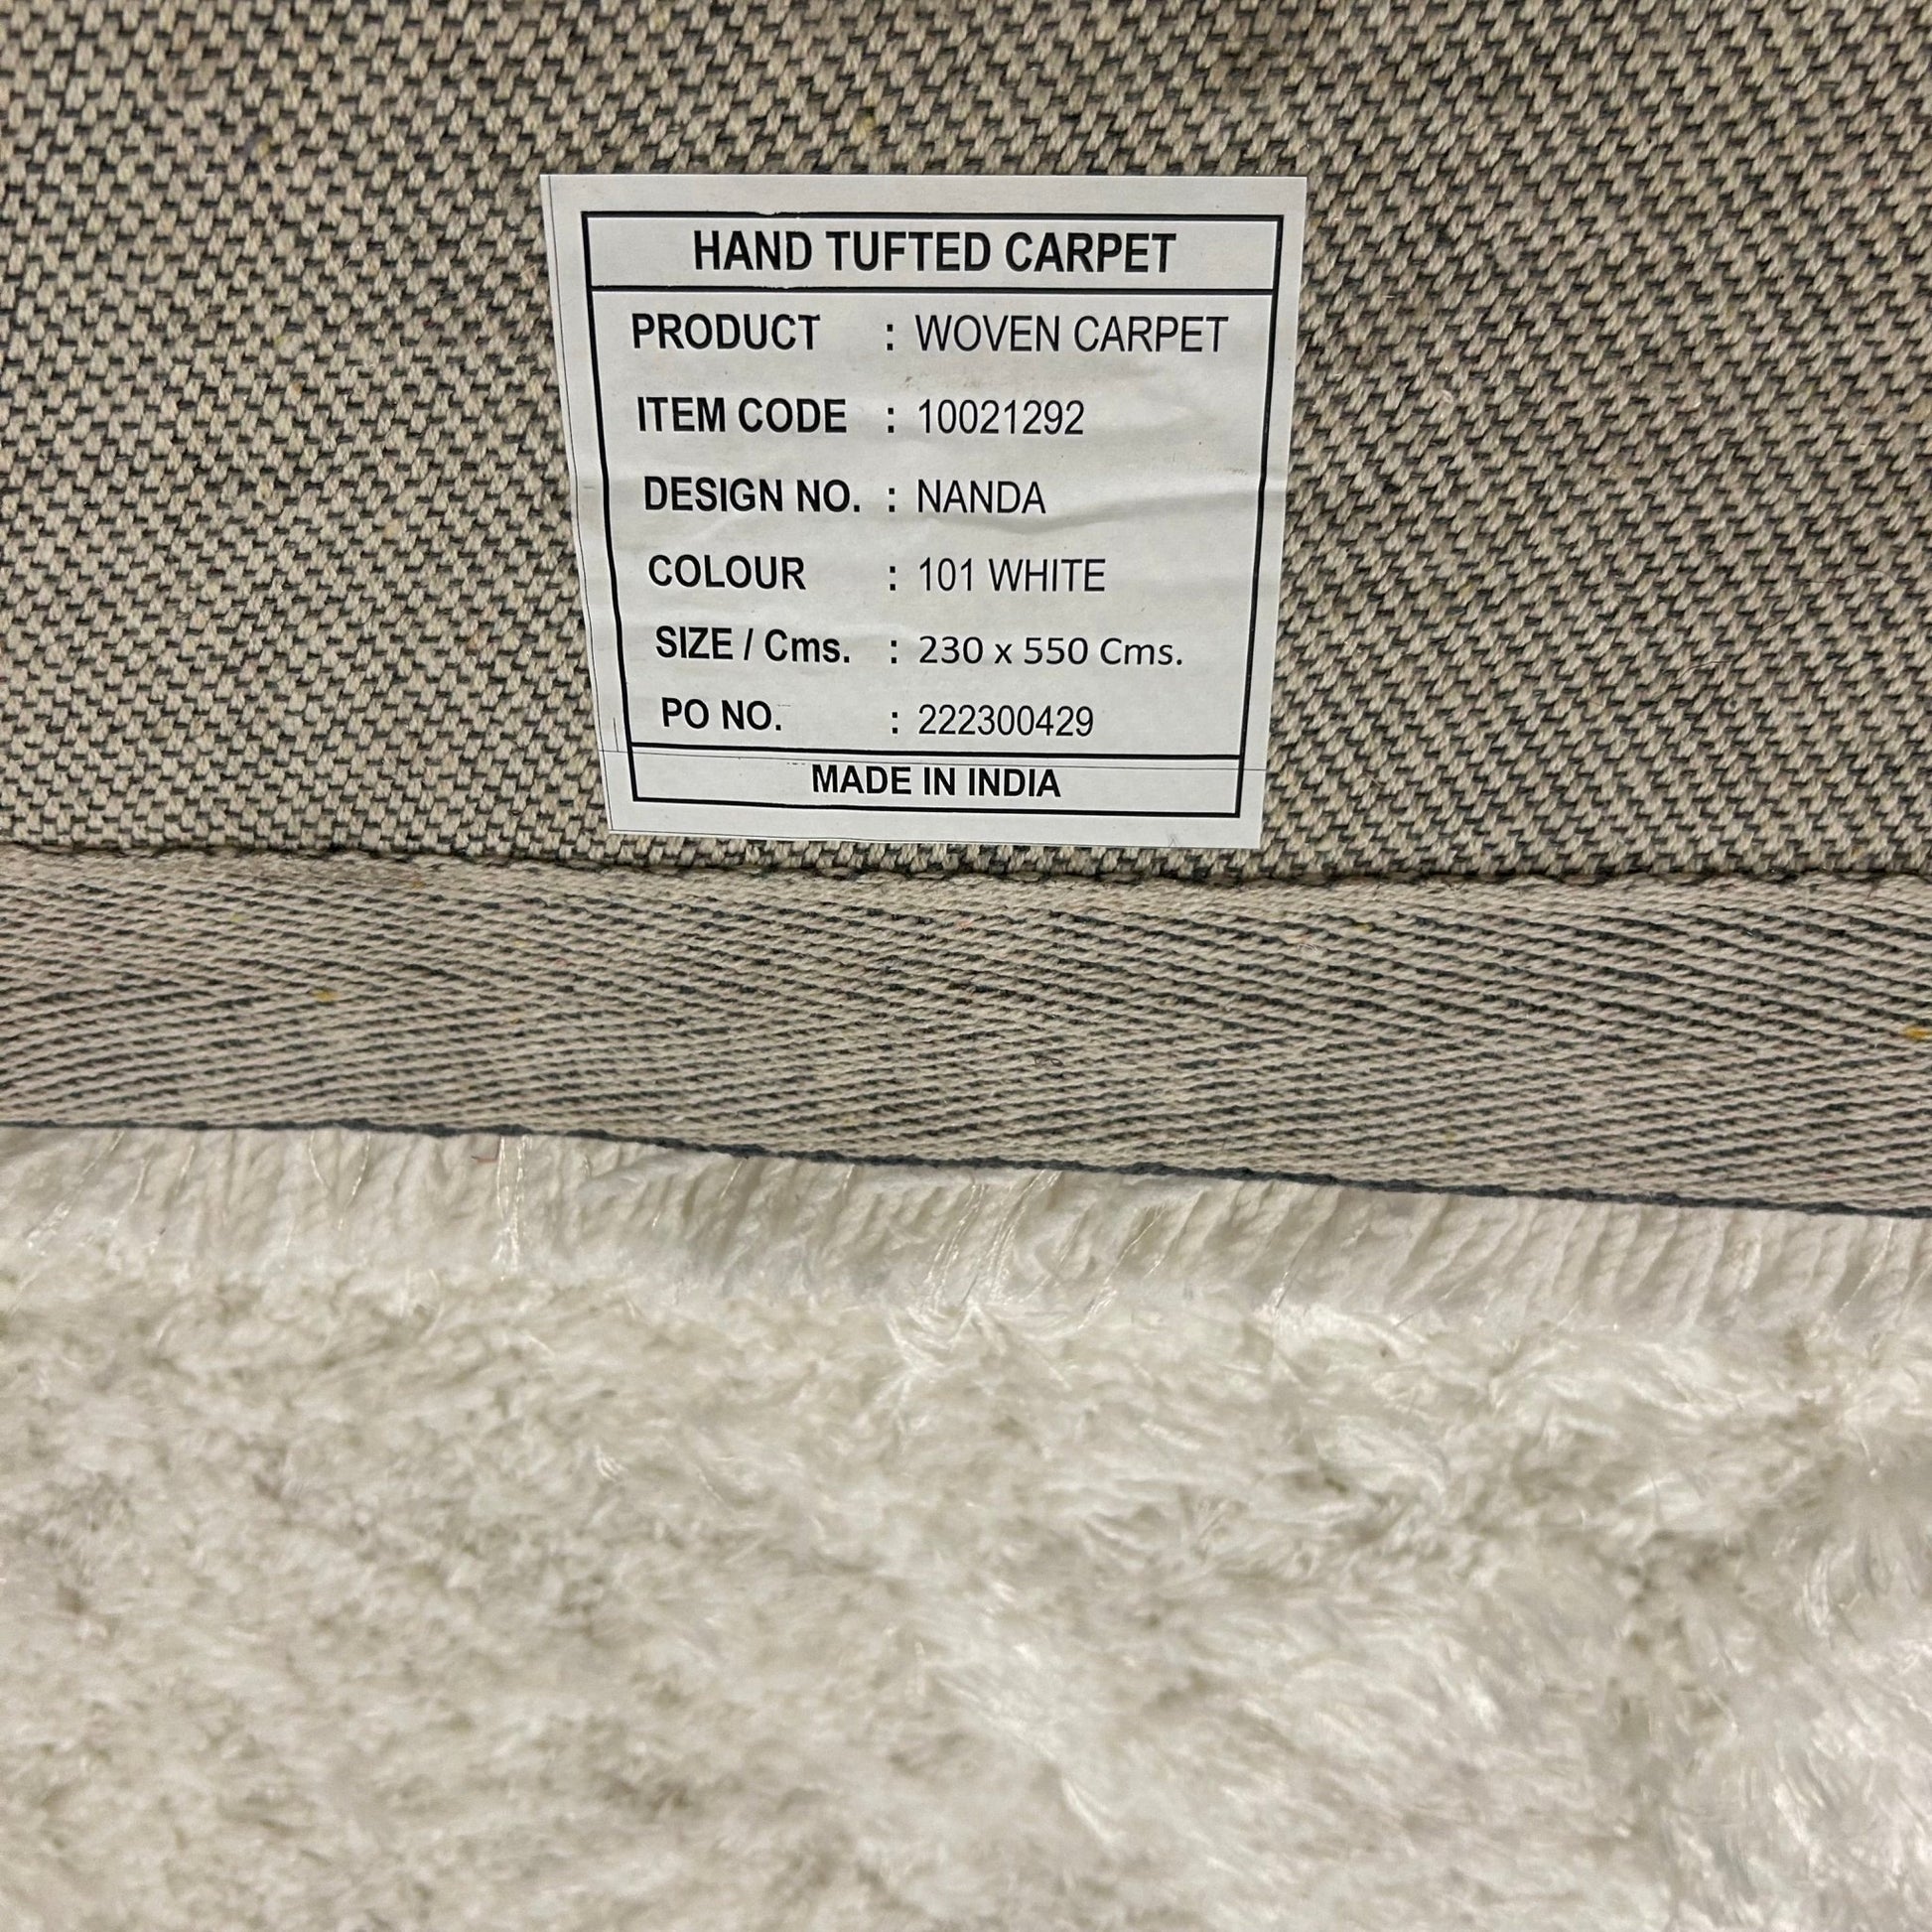 HAND TUFTED CARPET
PRODUCT : WOVEN CARPET
ITEM CODE : 10021292
DESIGN NO. : NANDA
COLOUR : 101 WHITE
SIZE / Cms. : 230 x 550 Cms.
PO NO. : 222300429
MADE IN INDIA